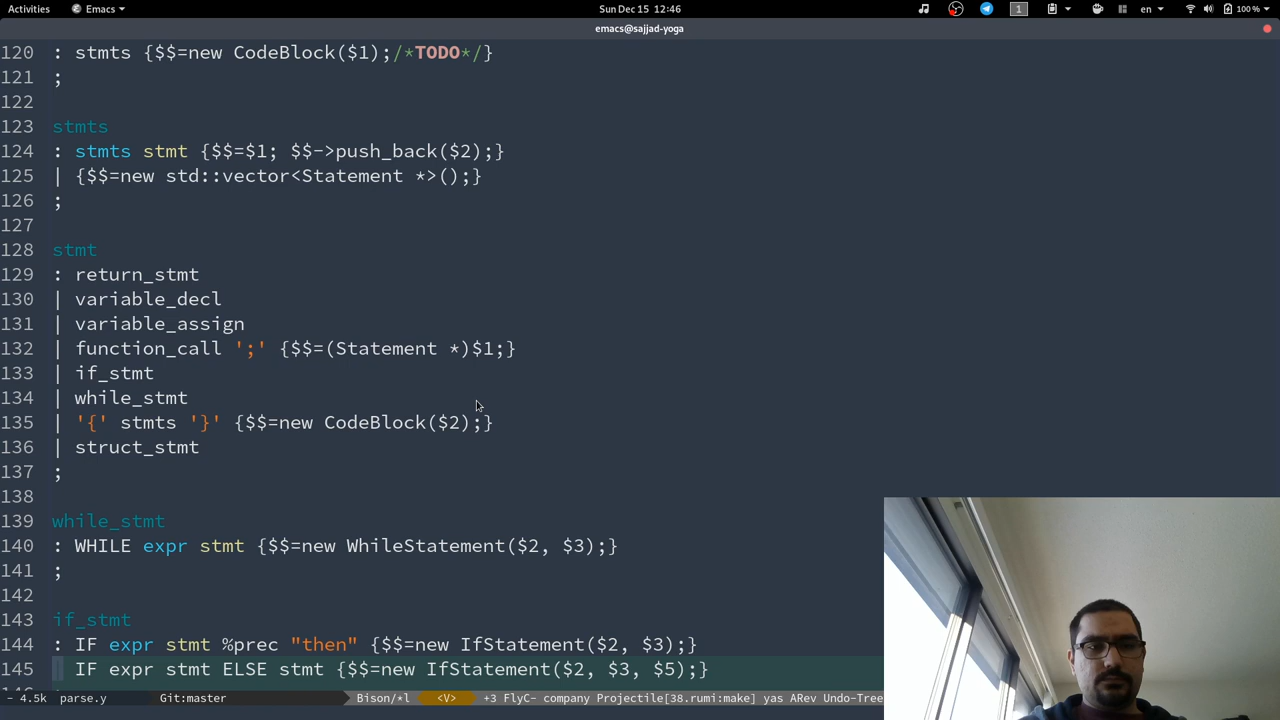 Activities Emacs Sun Dec 15 12:46 1 en 100 %
emacs@sajjad-yoga
120 : stmts {$$=new CodeBlock($1);/*TODO*/}
121 ;
122
123 stmts
124 : stmts stmt {$$=$1; $$->push_back($2);}
125 | {$$=new std::vector<Statement *>();}
126 ;
127
128 stmt
129 : return_stmt
130 | variable_decl
131 | variable_assign
132 | function_call ';' {$$=(Statement *)$1;}
133 | if_stmt
134 | while_stmt
135 | '{' stmts '}' {$$=new CodeBlock($2);}
136 | struct_stmt
137 ;
138
139 while_stmt
140 : WHILE expr stmt {$$=new WhileStatement($2, $3);}
141 ;
142
143 if_stmt
144 : IF expr stmt %prec "then" {$$=new IfStatement($2, $3);}
145 IF expr stmt ELSE stmt {$$=new IfStatement($2, $3, $5);}
- 4.5k parse.y Git:master Bison/*l <V> +3 FlyC- company Projectile[38.rumi:make] yas ARev Undo-Tree